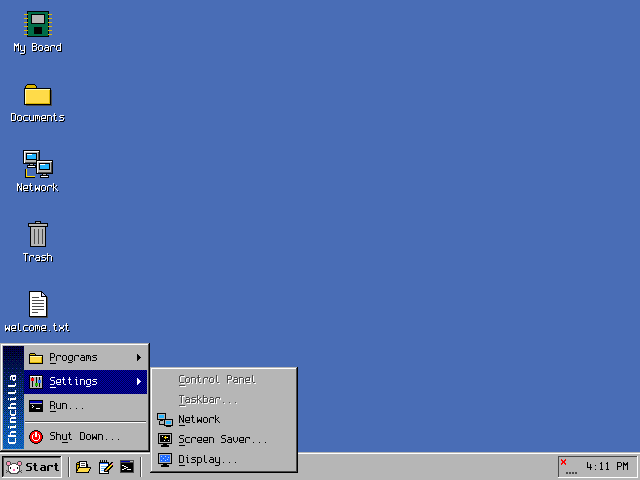 My Board
Documents
Network
Trash
welcome.txt
Chinchilla
Programs
Settings
Run...
Shut Down...
Control Panel
Taskbar...
Network
Screen Saver...
Display...
Start
4:11 PM